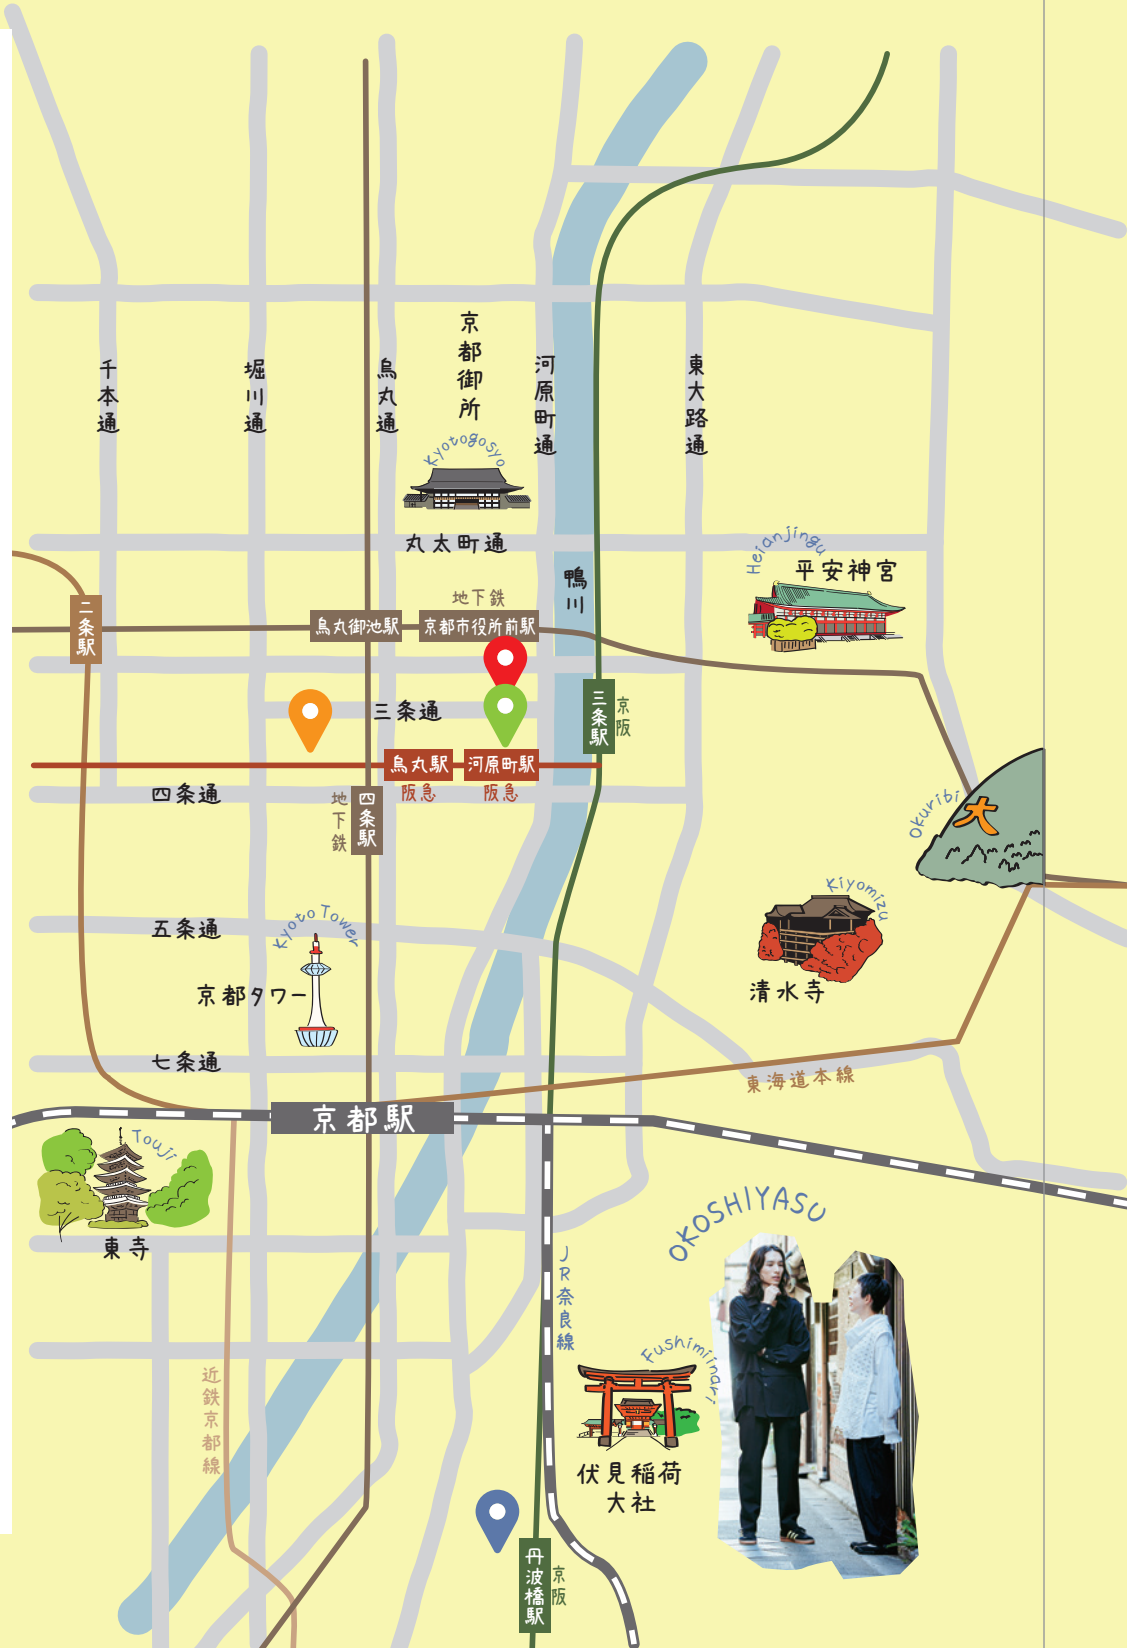 京都御所
千本通
堀川通
烏丸通
河原町通
東大路通
Kyotogosyo
丸太町通
Heianjingu
平安神宮
鴨川
地下鉄
二条駅
烏丸御池駅
京都市役所前駅
三条通
三条駅
京阪
烏丸駅
河原町駅
阪急
阪急
四条通
地下鉄
四条駅
Okuribi
大
Kiyomizu
清水寺
五条通
Kyoto Tower
京都タワー
七条通
東海道本線
京都駅
Touji
東寺
OKOSHIYASU
JR奈良線
Fushimiinari
近鉄京都線
伏見稲荷
大社
丹波橋駅
京阪